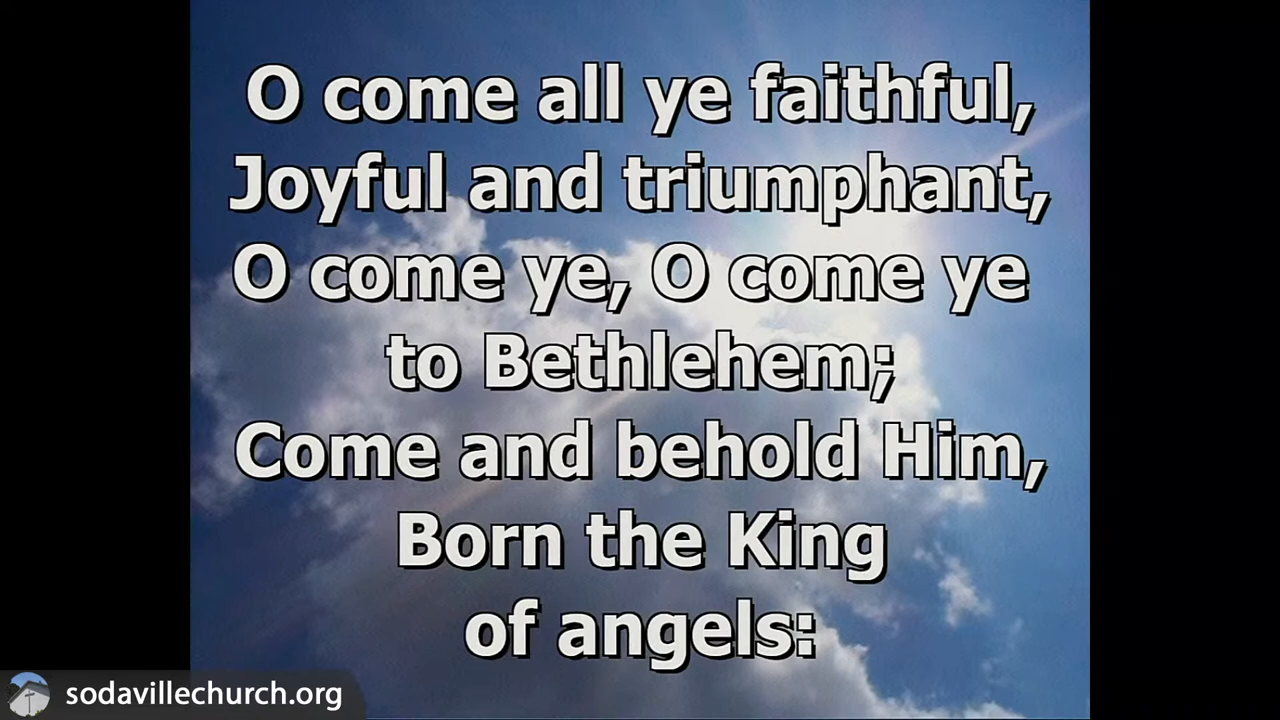 O come all ye faithful,
Joyful and triumphant,
O come ye, O come ye
to Bethlehem;
Come and behold Him,
Born the King
of angels:
sodavillechurch.org